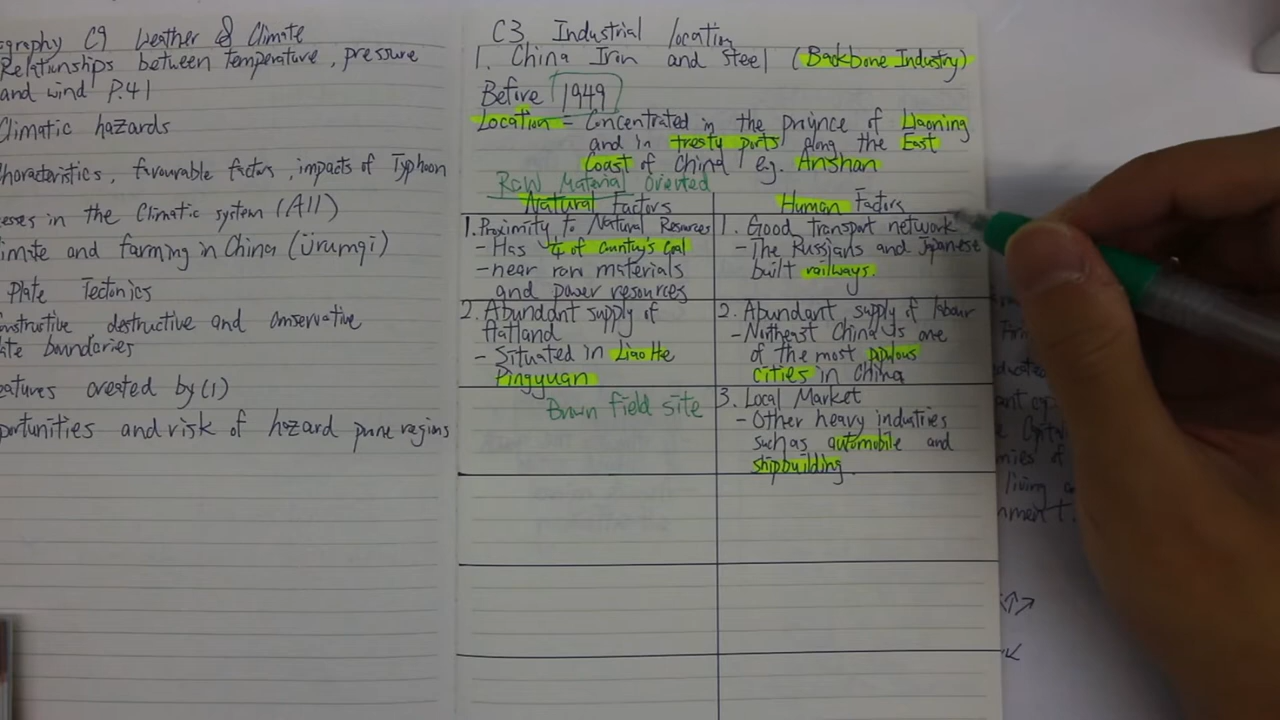 ography C9 Weather & Climate
Relationships between temperature, pressure
and wind P.41
Climatic hazards
Characteristics, favourable factors, impacts of Typhoon
esses in the Climatic system (A11)
imate and farming in China (Ürümqi)
Plate Tectonics
onstructive, destructive and conservative
ate boundaries
eatures created by (1)
portunities and risk of hazard prone regions
C3 Industrial location
1. China Iron and Steel (Backbone Industry)
Before 1949
Location = Concentrated in the province of Liaoning
and in treaty ports along the East
Coast of China e.g. Anshan
Raw Material Oriented
Natural Factors
Human Factors
1. Proximity to Natural Resources
- Has 1/4 of country's coal
- near raw materials
and power resources
2. Abundant supply of
flatland
- Situated in Liao He
Pingyuan
Brown field site
1. Good transport network
- The Russians and Japanese
built railways.
2. Abundant supply of labour
- Northeast China is one
of the most populous
cities in China
3. Local Market
- Other heavy industries
such as automobile and
shipbuilding.
living